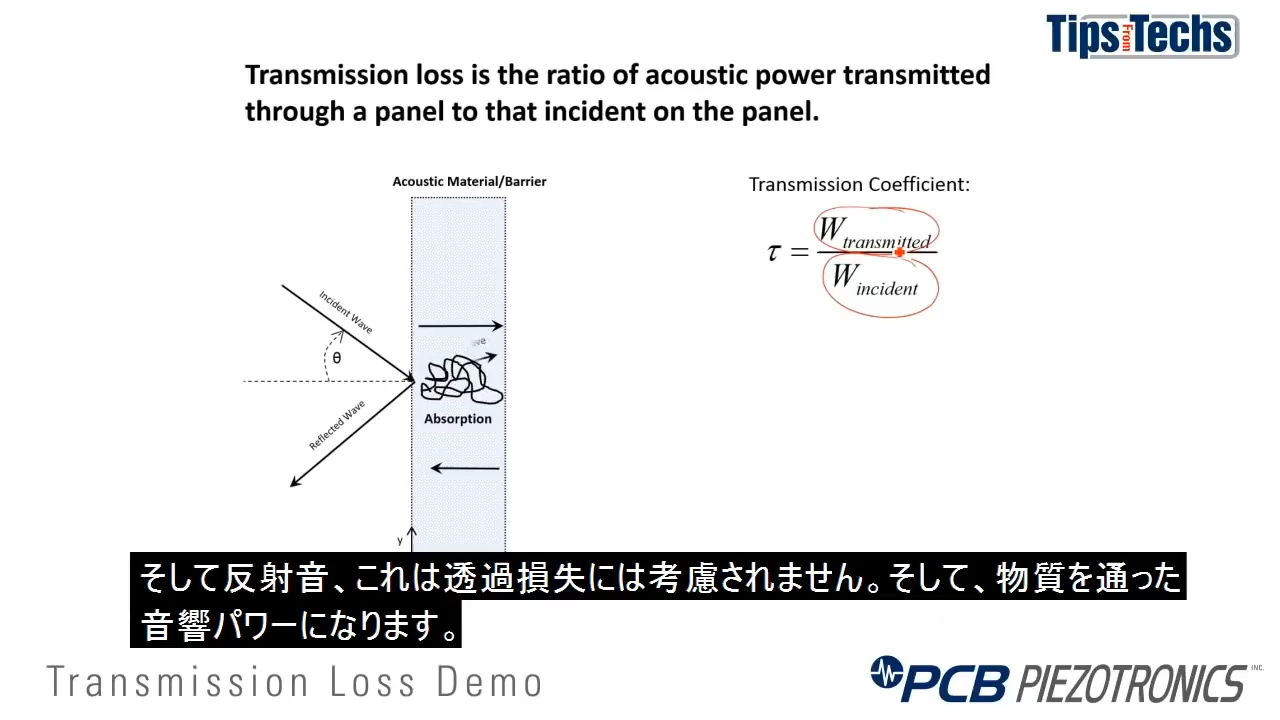 Tips From Techs
Transmission loss is the ratio of acoustic power transmitted
through a panel to that incident on the panel.
Acoustic Material/Barrier
Transmission Coefficient:
τ = W transmitted / W incident
Incident Wave
θ
Reflected Wave
Absorption
y
そして反射音、これは透過損失には考慮されません。そして、物質を通った
音響パワーになります。
Transmission Loss Demo
PCB PIEZOTRONICS INC.